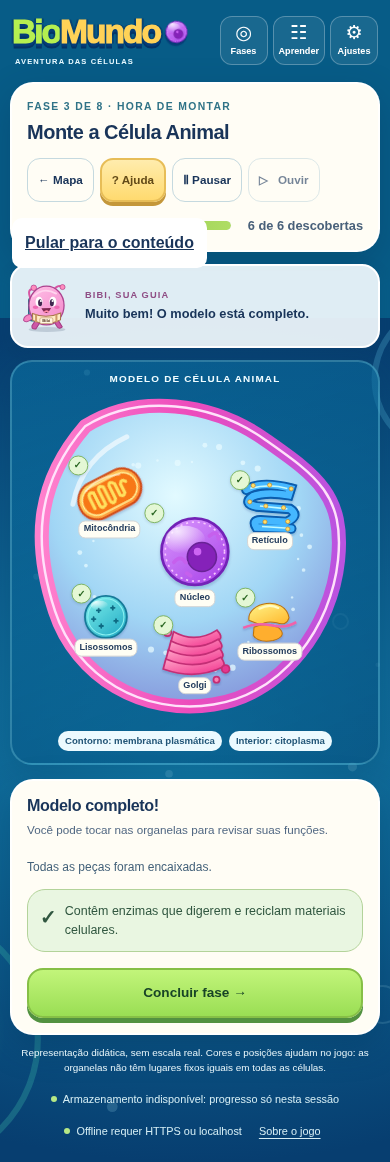 BioMundo
AVENTURA DAS CÉLULAS
Fases
Aprender
Ajustes
FASE 3 DE 8 · HORA DE MONTAR
Monte a Célula Animal
← Mapa
? Ajuda
Pausar
Ouvir
6 de 6 descobertas
Pular para o conteúdo
BIBI, SUA GUIA
Muito bem! O modelo está completo.
MODELO DE CÉLULA ANIMAL
Mitocôndria
Retículo
Núcleo
Lisossomos
Ribossomos
Golgi
Contorno: membrana plasmática
Interior: citoplasma
Modelo completo!
Você pode tocar nas organelas para revisar suas funções.
Todas as peças foram encaixadas.
✓ Contêm enzimas que digerem e reciclam materiais
celulares.
Concluir fase →
Representação didática, sem escala real. Cores e posições ajudam no jogo: as
organelas não têm lugares fixos iguais em todas as células.
Armazenamento indisponível: progresso só nesta sessão
Offline requer HTTPS ou localhost
Sobre o jogo